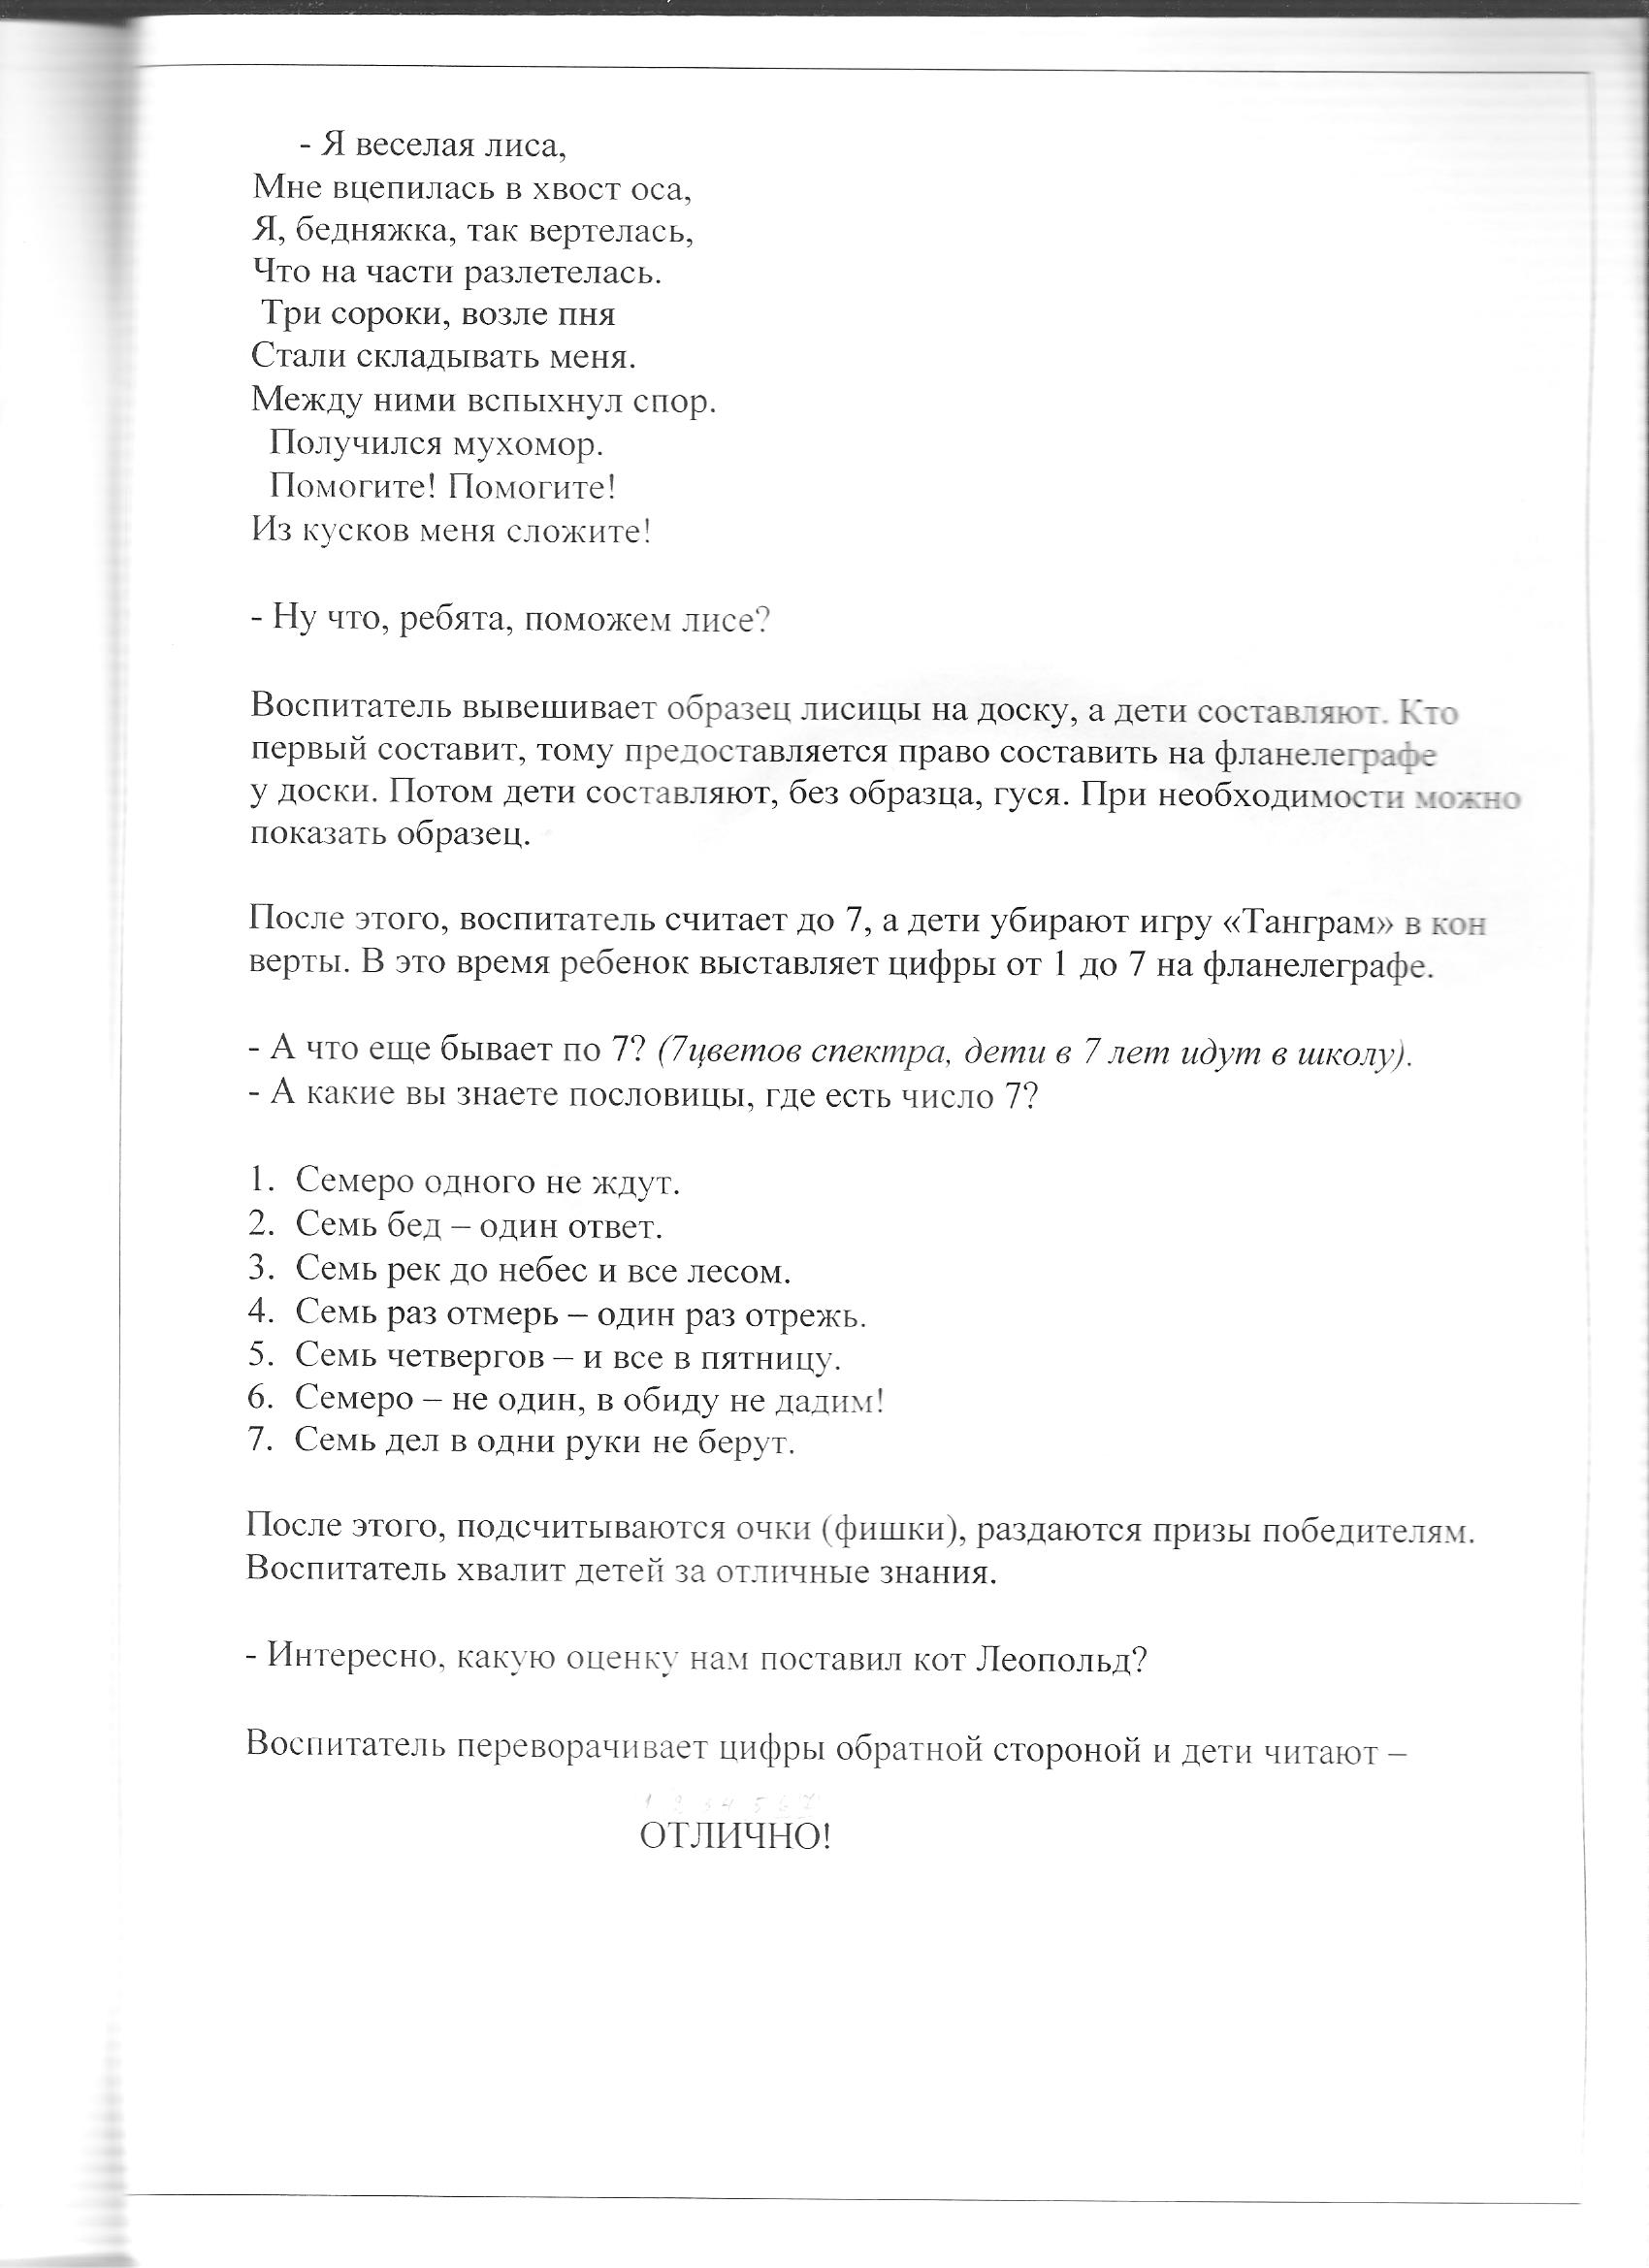 - Я веселая лиса,
Мне вцепилась в хвост оса,
Я, бедняжка, так вертелась,
Что на части разлетелась.
Три сороки, возле пня
Стали складывать меня.
Между ними вспыхнул спор.
Получился мухомор.
Помогите! Помогите!
Из кусков меня сложите!
- Ну что, ребята, поможем лисе?
Воспитатель вывешивает образец лисицы на доску, а дети составляют. Кто
первый составит, тому предоставляется право составить на фланелеграфе
у доски. Потом дети составляют, без образца, гуся. При необходимости можно
показать образец.
После этого, воспитатель считает до 7, а дети убирают игру «Танграм» в кон
верты. В это время ребенок выставляет цифры от 1 до 7 на фланелеграфе.
- А что еще бывает по 7? (7цветов спектра, дети в 7 лет идут в школу).
- А какие вы знаете пословицы, где есть число 7?
1. Семеро одного не ждут.
2. Семь бед – один ответ.
3. Семь рек до небес и все лесом.
4. Семь раз отмерь – один раз отрежь.
5. Семь четвергов – и все в пятницу.
6. Семеро – не один, в обиду не дадим!
7. Семь дел в одни руки не берут.
После этого, подсчитываются очки (фишки), раздаются призы победителям.
Воспитатель хвалит детей за отличные знания.
- Интересно, какую оценку нам поставил кот Леопольд?
Воспитатель переворачивает цифры обратной стороной и дети читают –
1 2 3 4 5 6 7
ОТЛИЧНО!